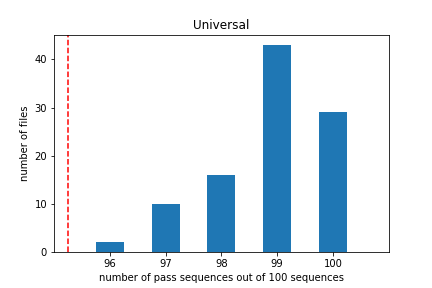 Universal
number of files
40
30
20
10
0
96 97 98 99 100
number of pass sequences out of 100 sequences